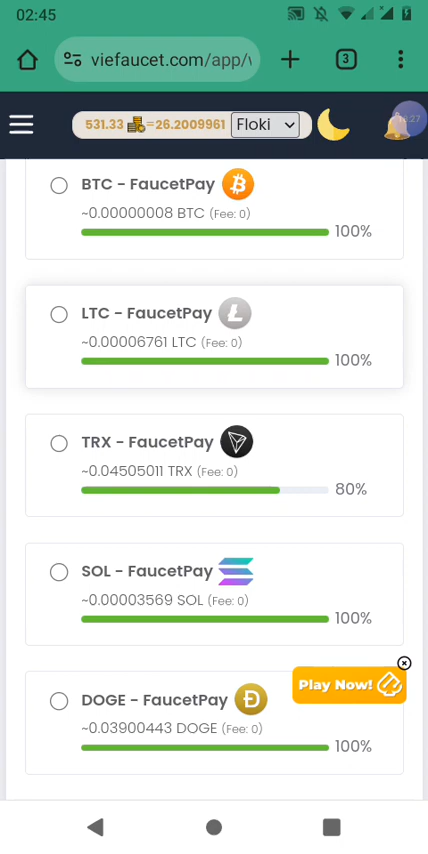 02:45
viefaucet.com/app/
3
531.33 =26.2009961 Floki
BTC - FaucetPay
~0.00000008 BTC (Fee: 0)
100%
LTC - FaucetPay
~0.00006761 LTC (Fee: 0)
100%
TRX - FaucetPay
~0.04505011 TRX (Fee: 0)
80%
SOL - FaucetPay
~0.00003569 SOL (Fee: 0)
100%
Play Now!
DOGE - FaucetPay
~0.03900443 DOGE (Fee: 0)
100%